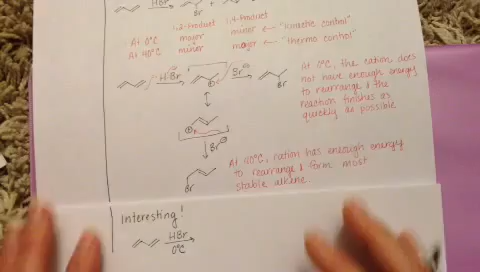 HBr
Br +
1,2-Product 1,4-Product
At 0°C major minor ← "kinetic control"
At 40°C minor major ← "thermo control"
H Br ⊕ Br⊖
Br
At 0°C, the cation does
not have enough energy
to rearrange & the
reaction finishes as
quickly as possible
⊕
Br⊖
Br
At 40°C, cation has enough energy
to rearrange & form most
stable alkene
Interesting!
HBr
0°C